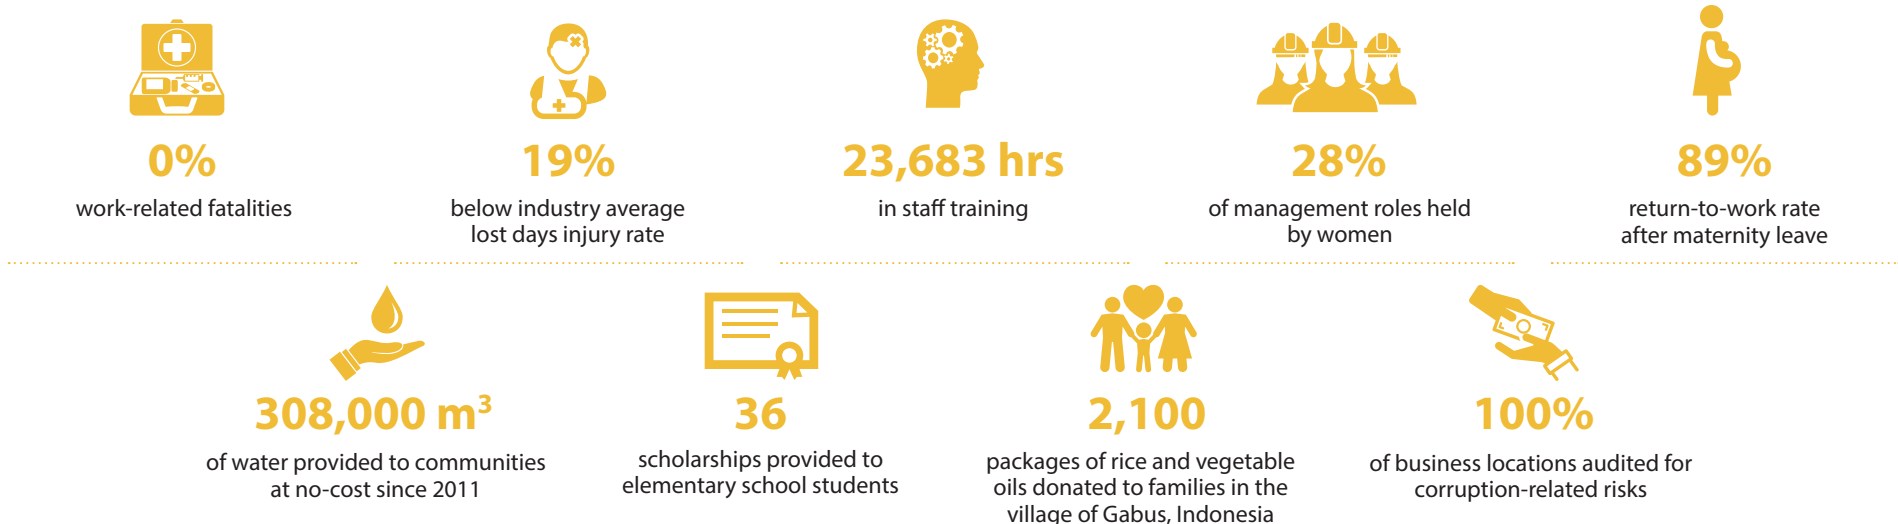 0%
work-related fatalities
19%
below industry average
lost days injury rate
23,683 hrs
in staff training
28%
of management roles held
by women
89%
return-to-work rate
after maternity leave
308,000 m³
of water provided to communities
at no-cost since 2011
36
scholarships provided to
elementary school students
2,100
packages of rice and vegetable
oils donated to families in the
village of Gabus, Indonesia
100%
of business locations audited for
corruption-related risks